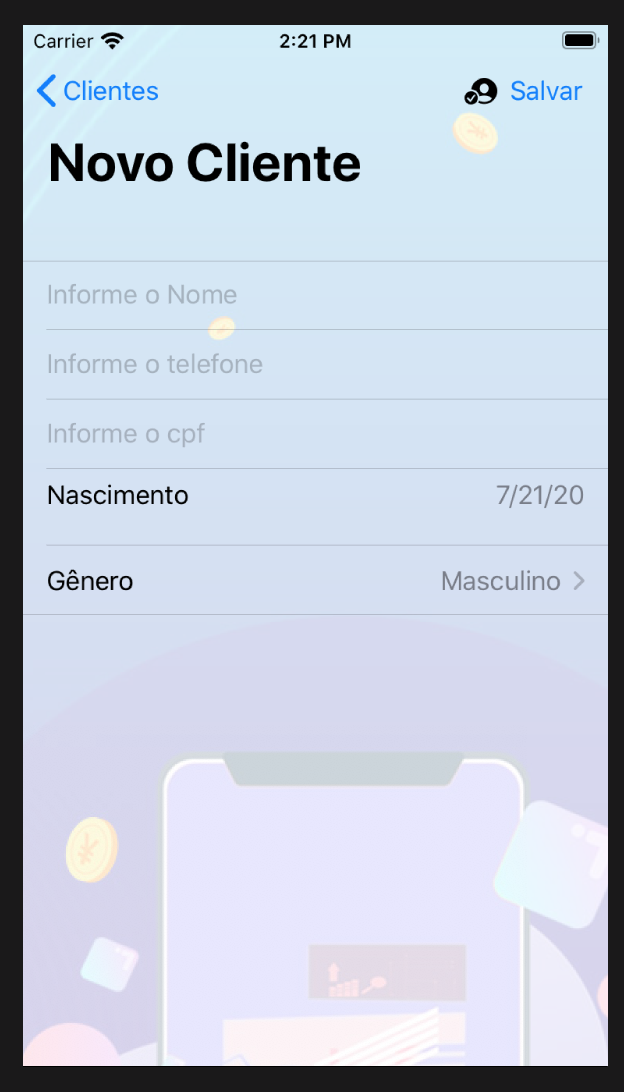 Carrier 2:21 PM
Clientes Salvar
Novo Cliente
Informe o Nome
Informe o telefone
Informe o cpf
Nascimento 7/21/20
Gênero Masculino